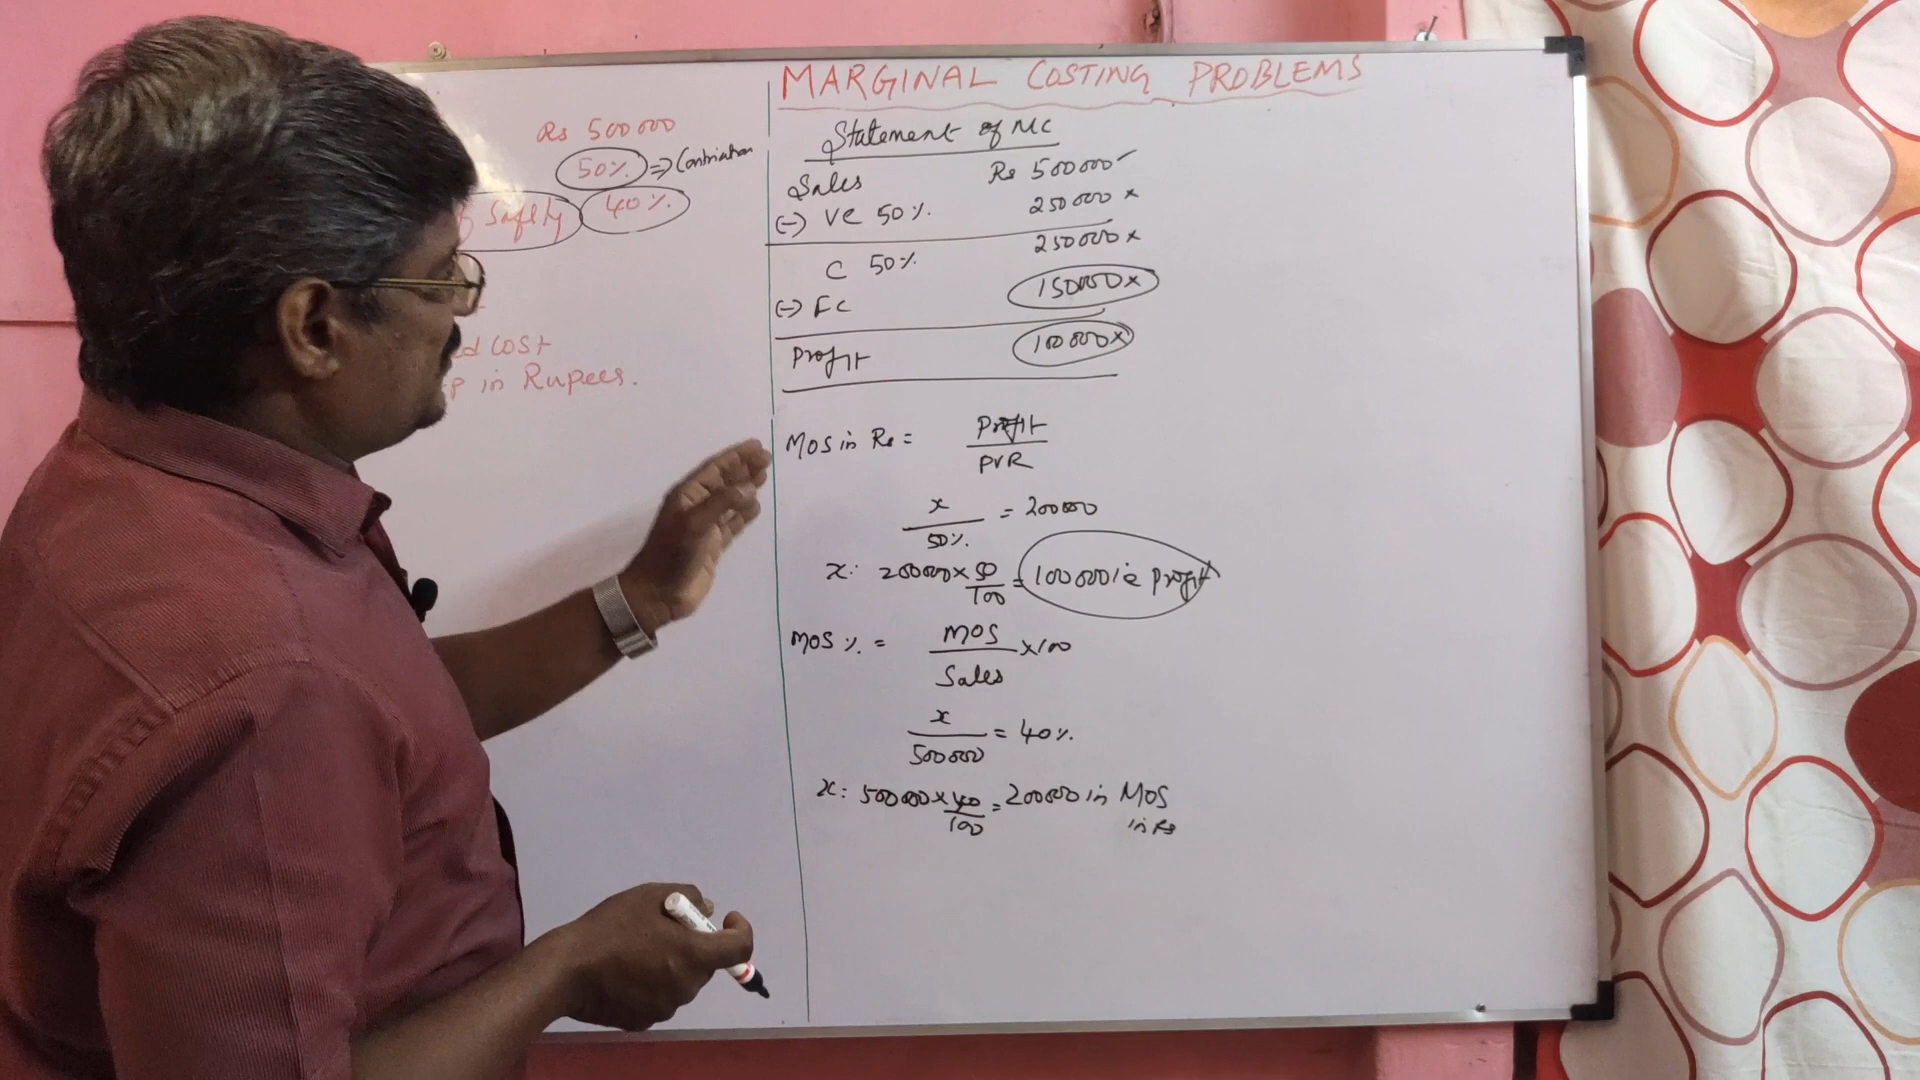 MARGINAL COSTING PROBLEMS
Rs 500000
50% => Contribution
of Safety 40%
d cost
p in Rupees.
Statement of MC
Sales Rs 500000
(-) VC 50% 250000 x
C 50% 250000 x
(-) FC 150000 x
Profit 100000 x
MOS in Rs = Profit
PVR
x = 200000
50%
x: 200000 x 50 = 100000 i.e Profit
100
MOS % = MOS x 100
Sales
x = 40%
500000
x: 500000 x 40 = 200000 in MOS
100 in Rs